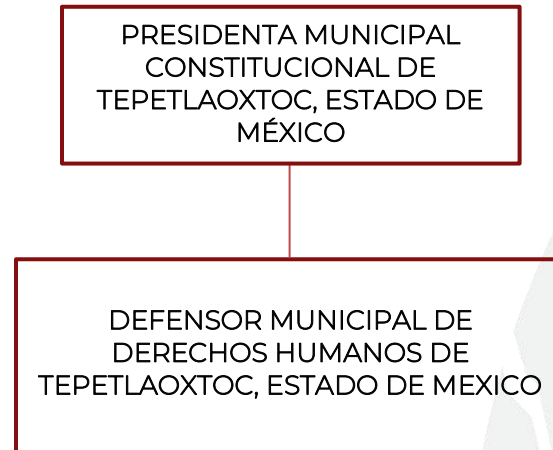 PRESIDENTA MUNICIPAL
CONSTITUCIONAL DE
TEPETLAOXTOC, ESTADO DE
MÉXICO
DEFENSOR MUNICIPAL DE
DERECHOS HUMANOS DE
TEPETLAOXTOC, ESTADO DE MEXICO